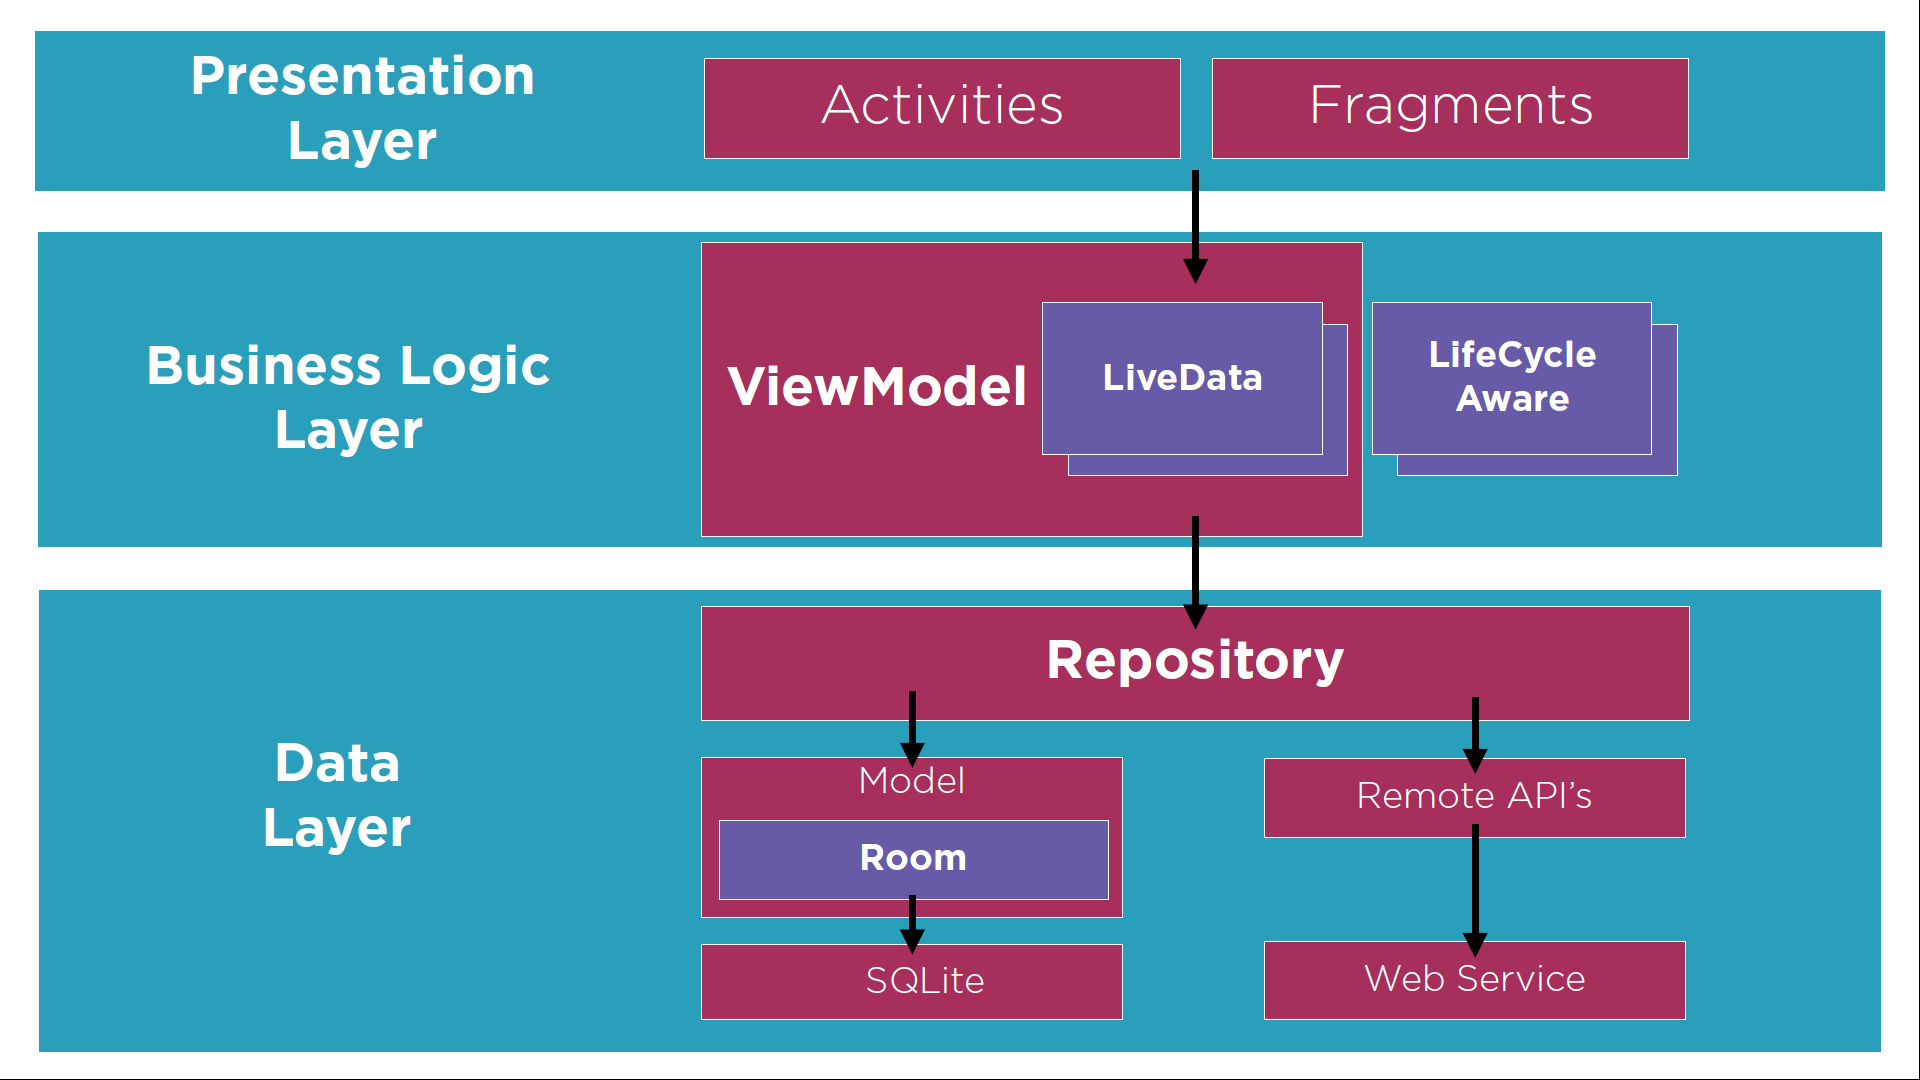 Presentation
Layer
Activities
Fragments
Business Logic
Layer
ViewModel
LiveData
LifeCycle
Aware
Data
Layer
Repository
Model
Room
SQLite
Remote API’s
Web Service